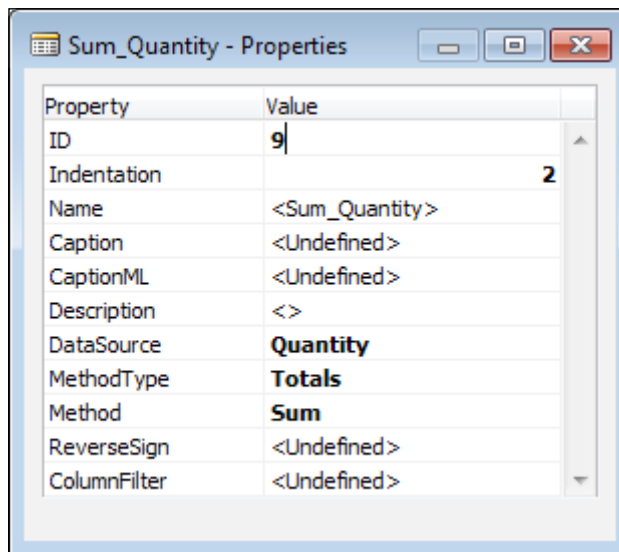 Sum_Quantity - Properties
Property Value
ID 9
Indentation 2
Name <Sum_Quantity>
Caption <Undefined>
CaptionML <Undefined>
Description <>
DataSource Quantity
MethodType Totals
Method Sum
ReverseSign <Undefined>
ColumnFilter <Undefined>